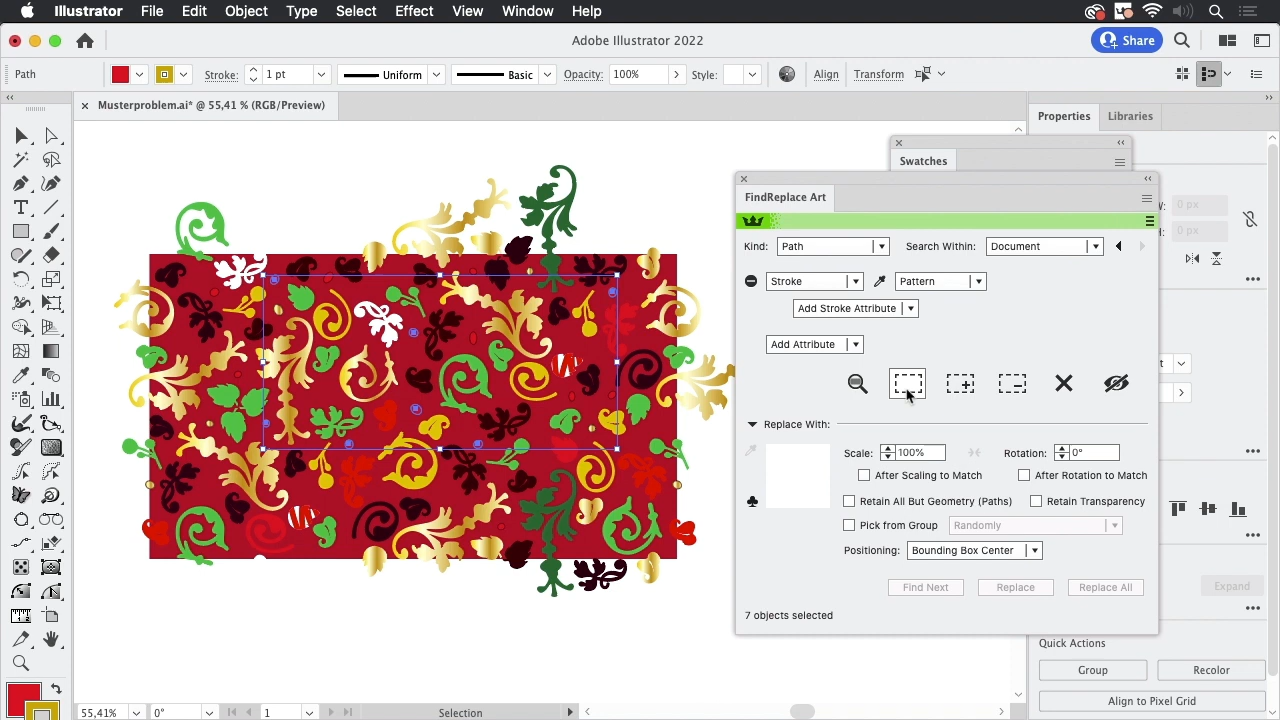 Illustrator File Edit Object Type Select Effect View Window Help
Adobe Illustrator 2022
Share
Path
Stroke: 1 pt Uniform Basic Opacity: 100% Style: Align Transform
× Musterproblem.ai* @ 55,41 % (RGB/Preview)
Properties Libraries
Swatches
FindReplace Art
W: 0 px
0 px
Kind: Path Search Within: Document
Stroke Pattern
Add Stroke Attribute
Add Attribute
Replace With:
Scale: 100% Rotation: 0°
After Scaling to Match After Rotation to Match
Retain All But Geometry (Paths) Retain Transparency
Pick from Group Randomly
Positioning: Bounding Box Center
Find Next Replace Replace All
Expand
7 objects selected
Quick Actions
Group Recolor
Align to Pixel Grid
55,41% 0° 1 Selection